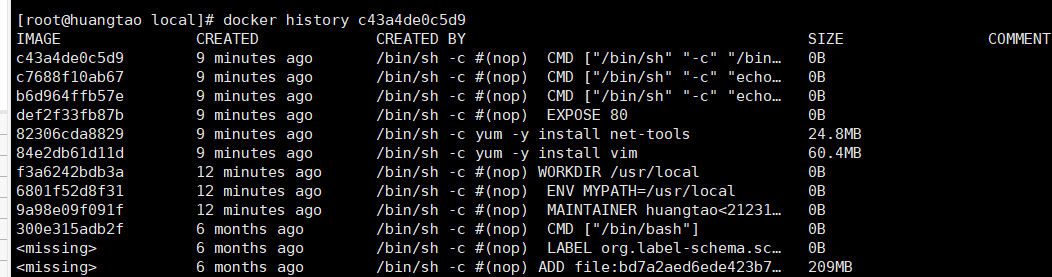 [root@huangtao local]# docker history c43a4de0c5d9
IMAGE CREATED CREATED BY SIZE COMMENT
c43a4de0c5d9 9 minutes ago /bin/sh -c #(nop) CMD ["/bin/sh" "-c" "/bin… 0B
c7688f10ab67 9 minutes ago /bin/sh -c #(nop) CMD ["/bin/sh" "-c" "echo… 0B
b6d964ffb57e 9 minutes ago /bin/sh -c #(nop) CMD ["/bin/sh" "-c" "echo… 0B
def2f33fb87b 9 minutes ago /bin/sh -c #(nop) EXPOSE 80 0B
82306cda8829 9 minutes ago /bin/sh -c yum -y install net-tools 24.8MB
84e2db61d11d 9 minutes ago /bin/sh -c yum -y install vim 60.4MB
f3a6242bdb3a 12 minutes ago /bin/sh -c #(nop) WORKDIR /usr/local 0B
6801f52d8f31 12 minutes ago /bin/sh -c #(nop) ENV MYPATH=/usr/local 0B
9a98e09f091f 12 minutes ago /bin/sh -c #(nop) MAINTAINER huangtao<21231… 0B
300e315adb2f 6 months ago /bin/sh -c #(nop) CMD ["/bin/bash"] 0B
<missing> 6 months ago /bin/sh -c #(nop) LABEL org.label-schema.sc… 0B
<missing> 6 months ago /bin/sh -c #(nop) ADD file:bd7a2aed6ede423b7… 209MB